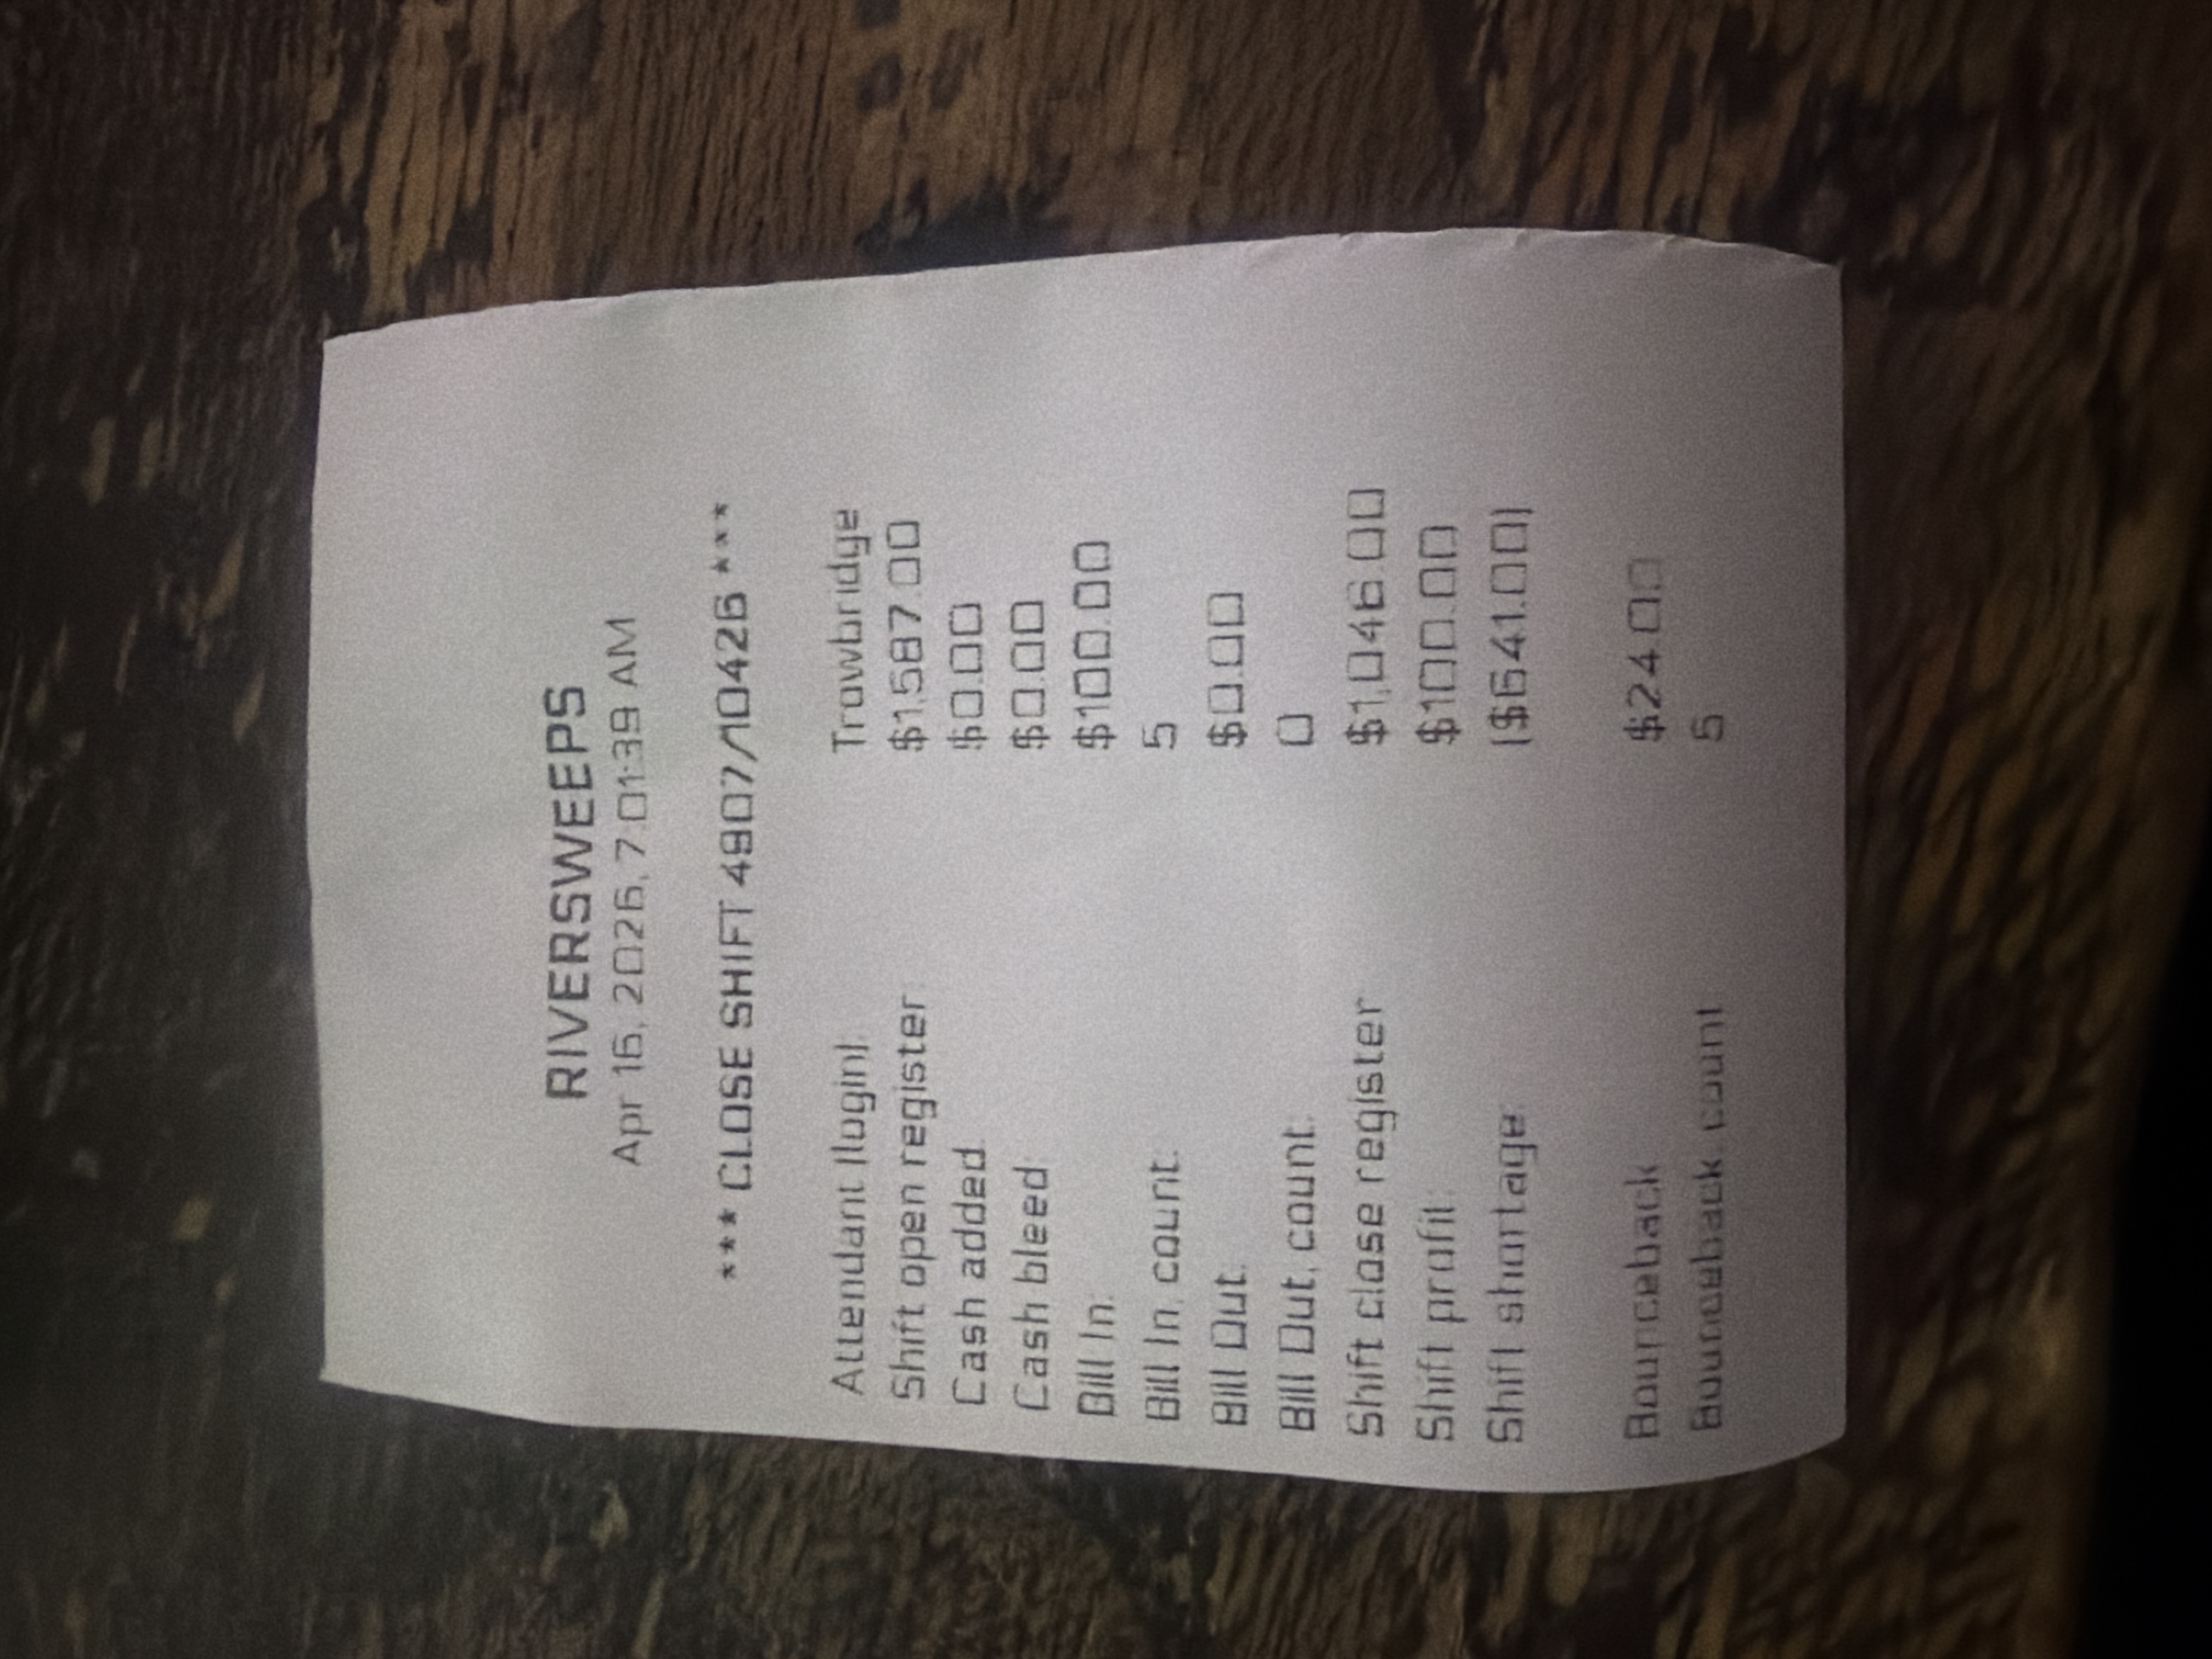 RIVERSWEEPS
Apr 16, 2026, 7:01:39 AM
*** CLOSE SHIFT 4907/10426 ***
Attendant (login): Trowbridge
Shift open register: $1,587.00
Cash added: $0.00
Cash bleed: $0.00
Bill In: $100.00
Bill In, count: 5
Bill Out: $0.00
Bill Out, count: 0
Shift close register $1,046.00
Shift profit: $100.00
Shift shortage: ($641.00)
Bounceback $24.00
Bounceback count 5